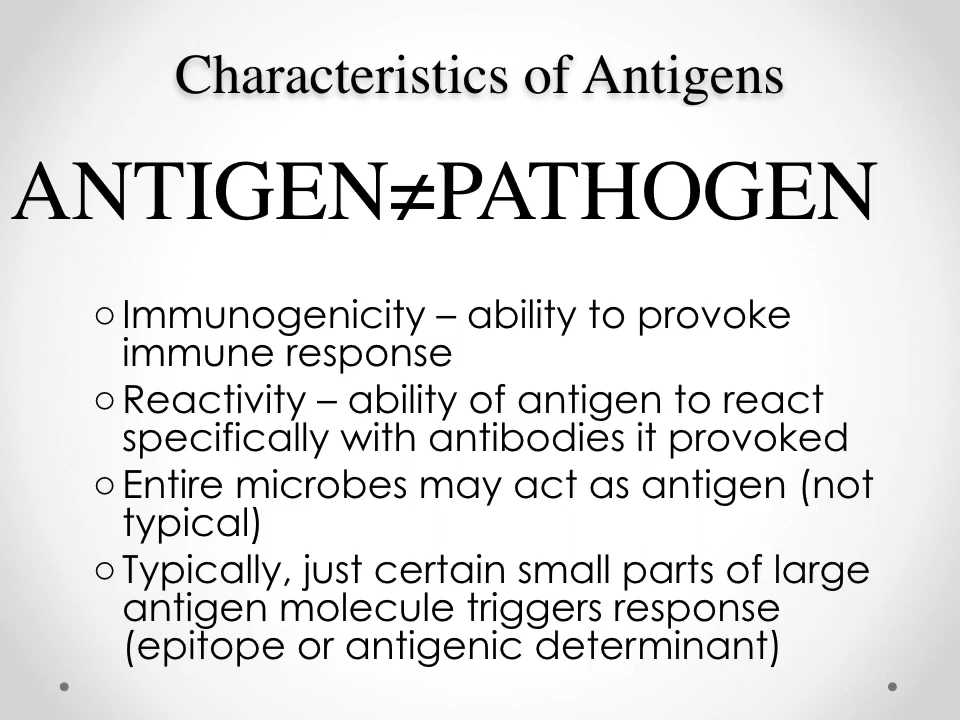 Characteristics of Antigens
ANTIGEN≠PATHOGEN
○ Immunogenicity – ability to provoke
immune response
○ Reactivity – ability of antigen to react
specifically with antibodies it provoked
○ Entire microbes may act as antigen (not
typical)
○ Typically, just certain small parts of large
antigen molecule triggers response
(epitope or antigenic determinant)